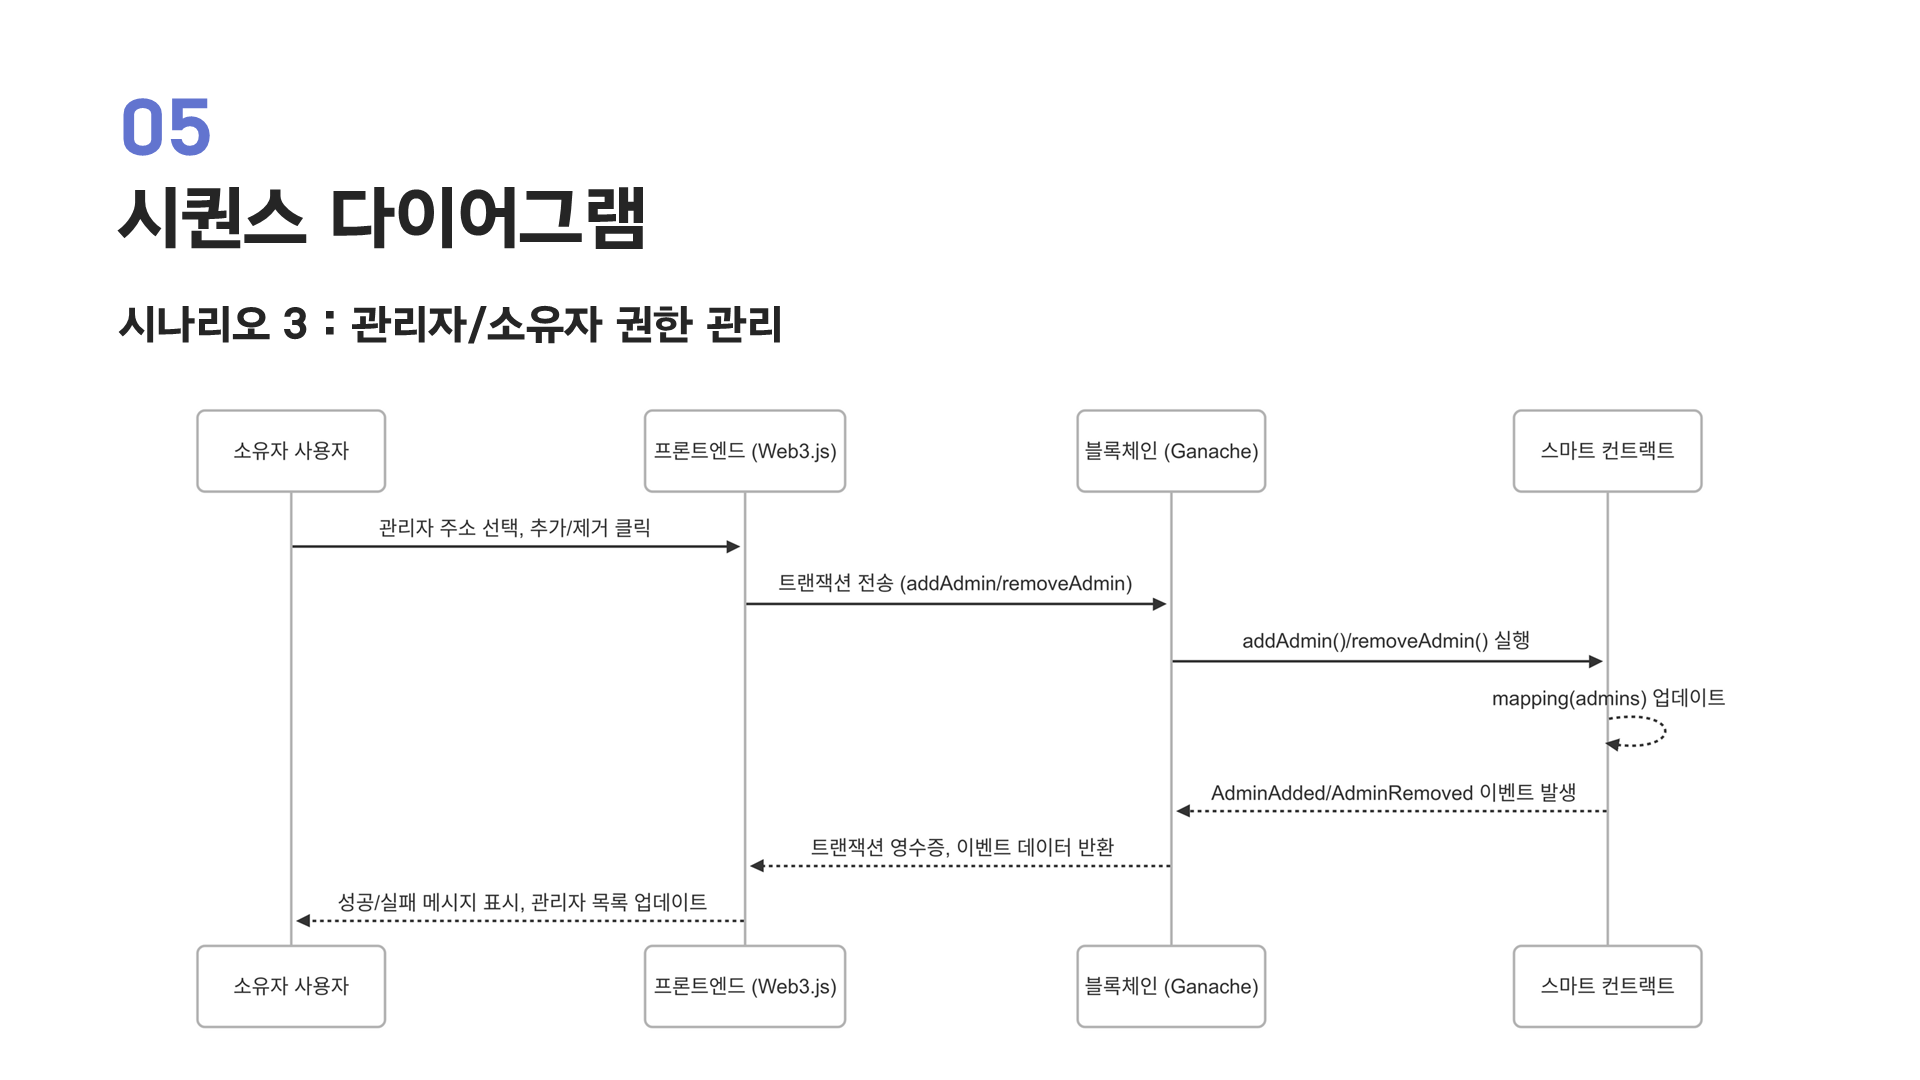 05
시퀀스 다이어그램
시나리오 3 : 관리자/소유자 권한 관리
소유자 사용자
프론트엔드 (Web3.js)
블록체인 (Ganache)
스마트 컨트랙트
관리자 주소 선택, 추가/제거 클릭
트랜잭션 전송 (addAdmin/removeAdmin)
addAdmin()/removeAdmin() 실행
mapping(admins) 업데이트
AdminAdded/AdminRemoved 이벤트 발생
트랜잭션 영수증, 이벤트 데이터 반환
성공/실패 메시지 표시, 관리자 목록 업데이트
소유자 사용자
프론트엔드 (Web3.js)
블록체인 (Ganache)
스마트 컨트랙트